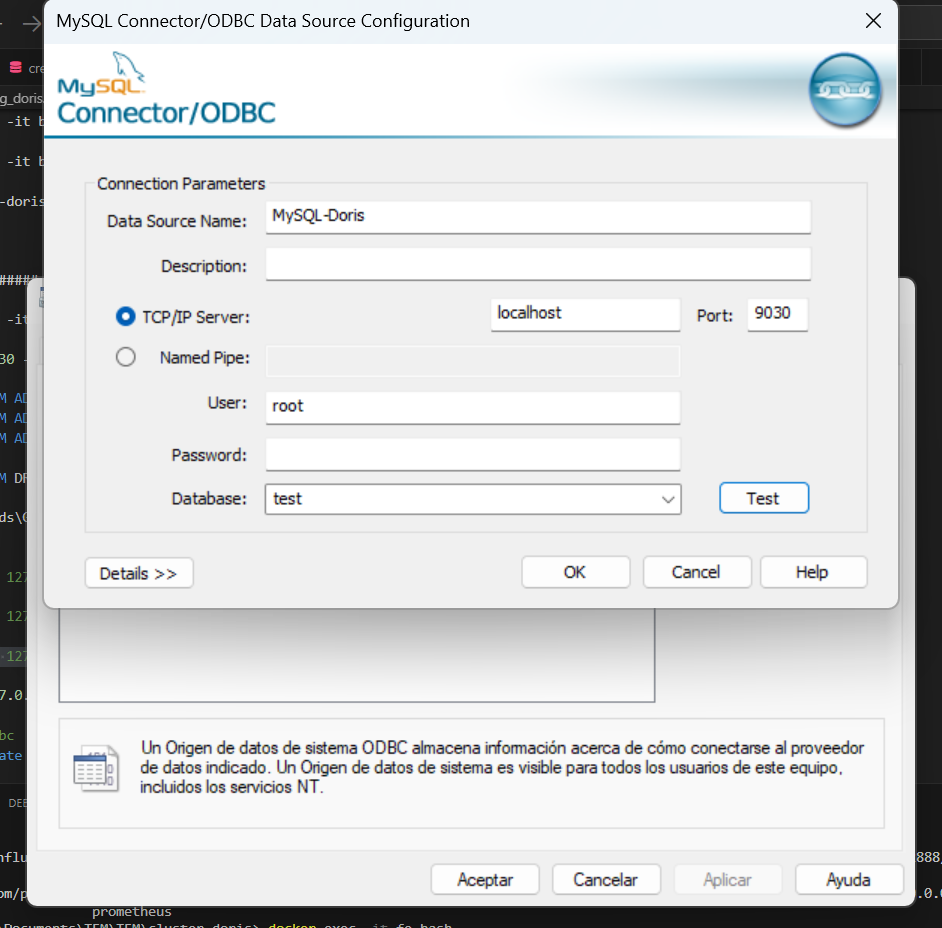 MySQL Connector/ODBC Data Source Configuration
MySQL
Connector/ODBC
Connection Parameters
Data Source Name: MySQL-Doris
Description:
TCP/IP Server: localhost Port: 9030
Named Pipe:
User: root
Password:
Database: test Test
Details >> OK Cancel Help
Un Origen de datos de sistema ODBC almacena información acerca de cómo conectarse al proveedor
de datos indicado. Un Origen de datos de sistema es visible para todos los usuarios de este equipo,
incluidos los servicios NT.
Aceptar Cancelar Aplicar Ayuda
cre
g_doris.
-it b
-it b
-doris
#####
-it
30 -
M AD
M AD
M AD
M DR
ds\
127
127
127
7.0.
bc
ate
DEB
nflu
888,
om/p
.0.0
prometheus
\Documents\TFM\TFM\cluster_doris> docker exec -it fe bash